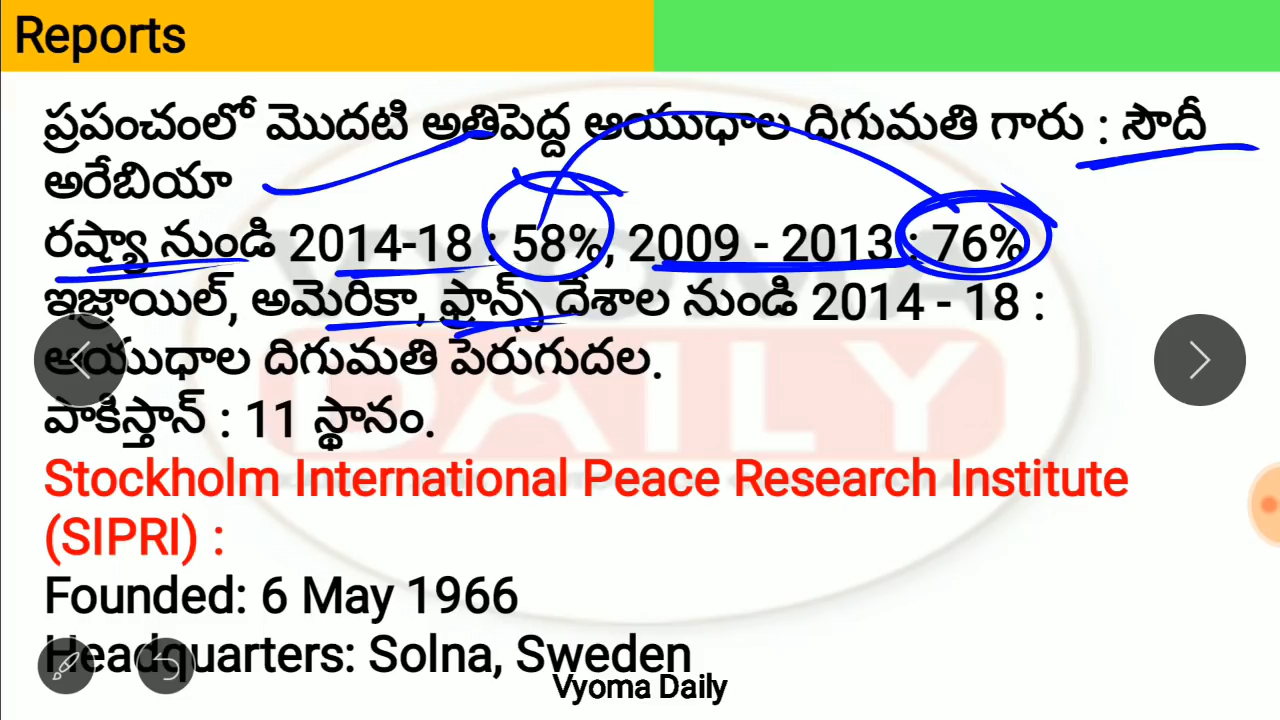 Reports
ప్రపంచంలో మొదటి అతిపెద్ద ఆయుధాల దిగుమతి గారు : సౌదీ
అరేబియా
రష్యా నుండి 2014-18 : 58%, 2009 - 2013 : 76%
ఇజ్రాయిల్, అమెరికా, ఫ్రాన్స్ దేశాల నుండి 2014 - 18 :
ఆయుధాల దిగుమతి పెరుగుదల.
పాకిస్తాన్ : 11 స్థానం.
Stockholm International Peace Research Institute
(SIPRI) :
Founded: 6 May 1966
Headquarters: Solna, Sweden
Vyoma Daily
DAILY